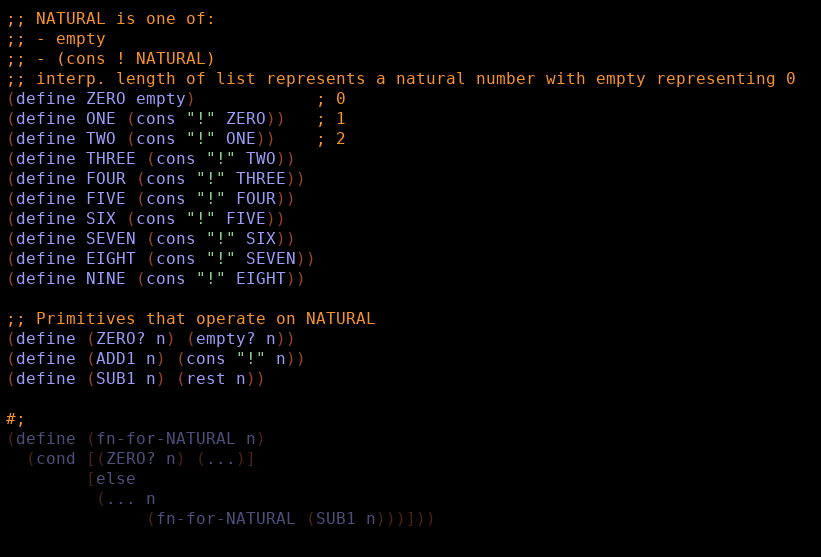 ;; NATURAL is one of:
;; - empty
;; - (cons ! NATURAL)
;; interp. length of list represents a natural number with empty representing 0
(define ZERO empty)            ; 0
(define ONE (cons "!" ZERO))   ; 1
(define TWO (cons "!" ONE))    ; 2
(define THREE (cons "!" TWO))
(define FOUR (cons "!" THREE))
(define FIVE (cons "!" FOUR))
(define SIX (cons "!" FIVE))
(define SEVEN (cons "!" SIX))
(define EIGHT (cons "!" SEVEN))
(define NINE (cons "!" EIGHT))

;; Primitives that operate on NATURAL
(define (ZERO? n) (empty? n))
(define (ADD1 n) (cons "!" n))
(define (SUB1 n) (rest n))

#;
(define (fn-for-NATURAL n)
  (cond [(ZERO? n) (...)]
        [else
         (... n
              (fn-for-NATURAL (SUB1 n)))]))